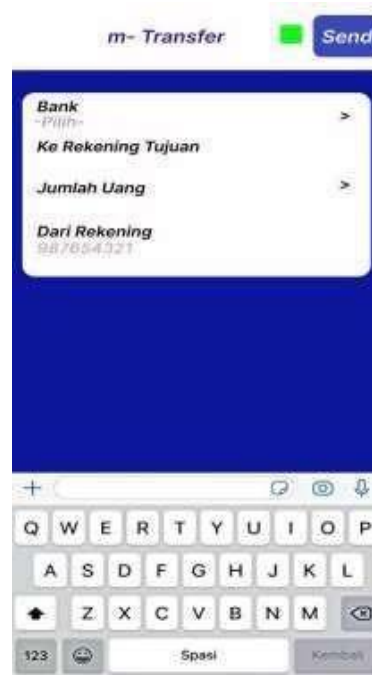 m- Transfer
Send
Bank
-Pilih-
>
Ke Rekening Tujuan
Jumlah Uang
>
Dari Rekening
987654321
Q W E R T Y U I O P
A S D F G H J K L
Z X C V B N M
123
Spasi
Kembali